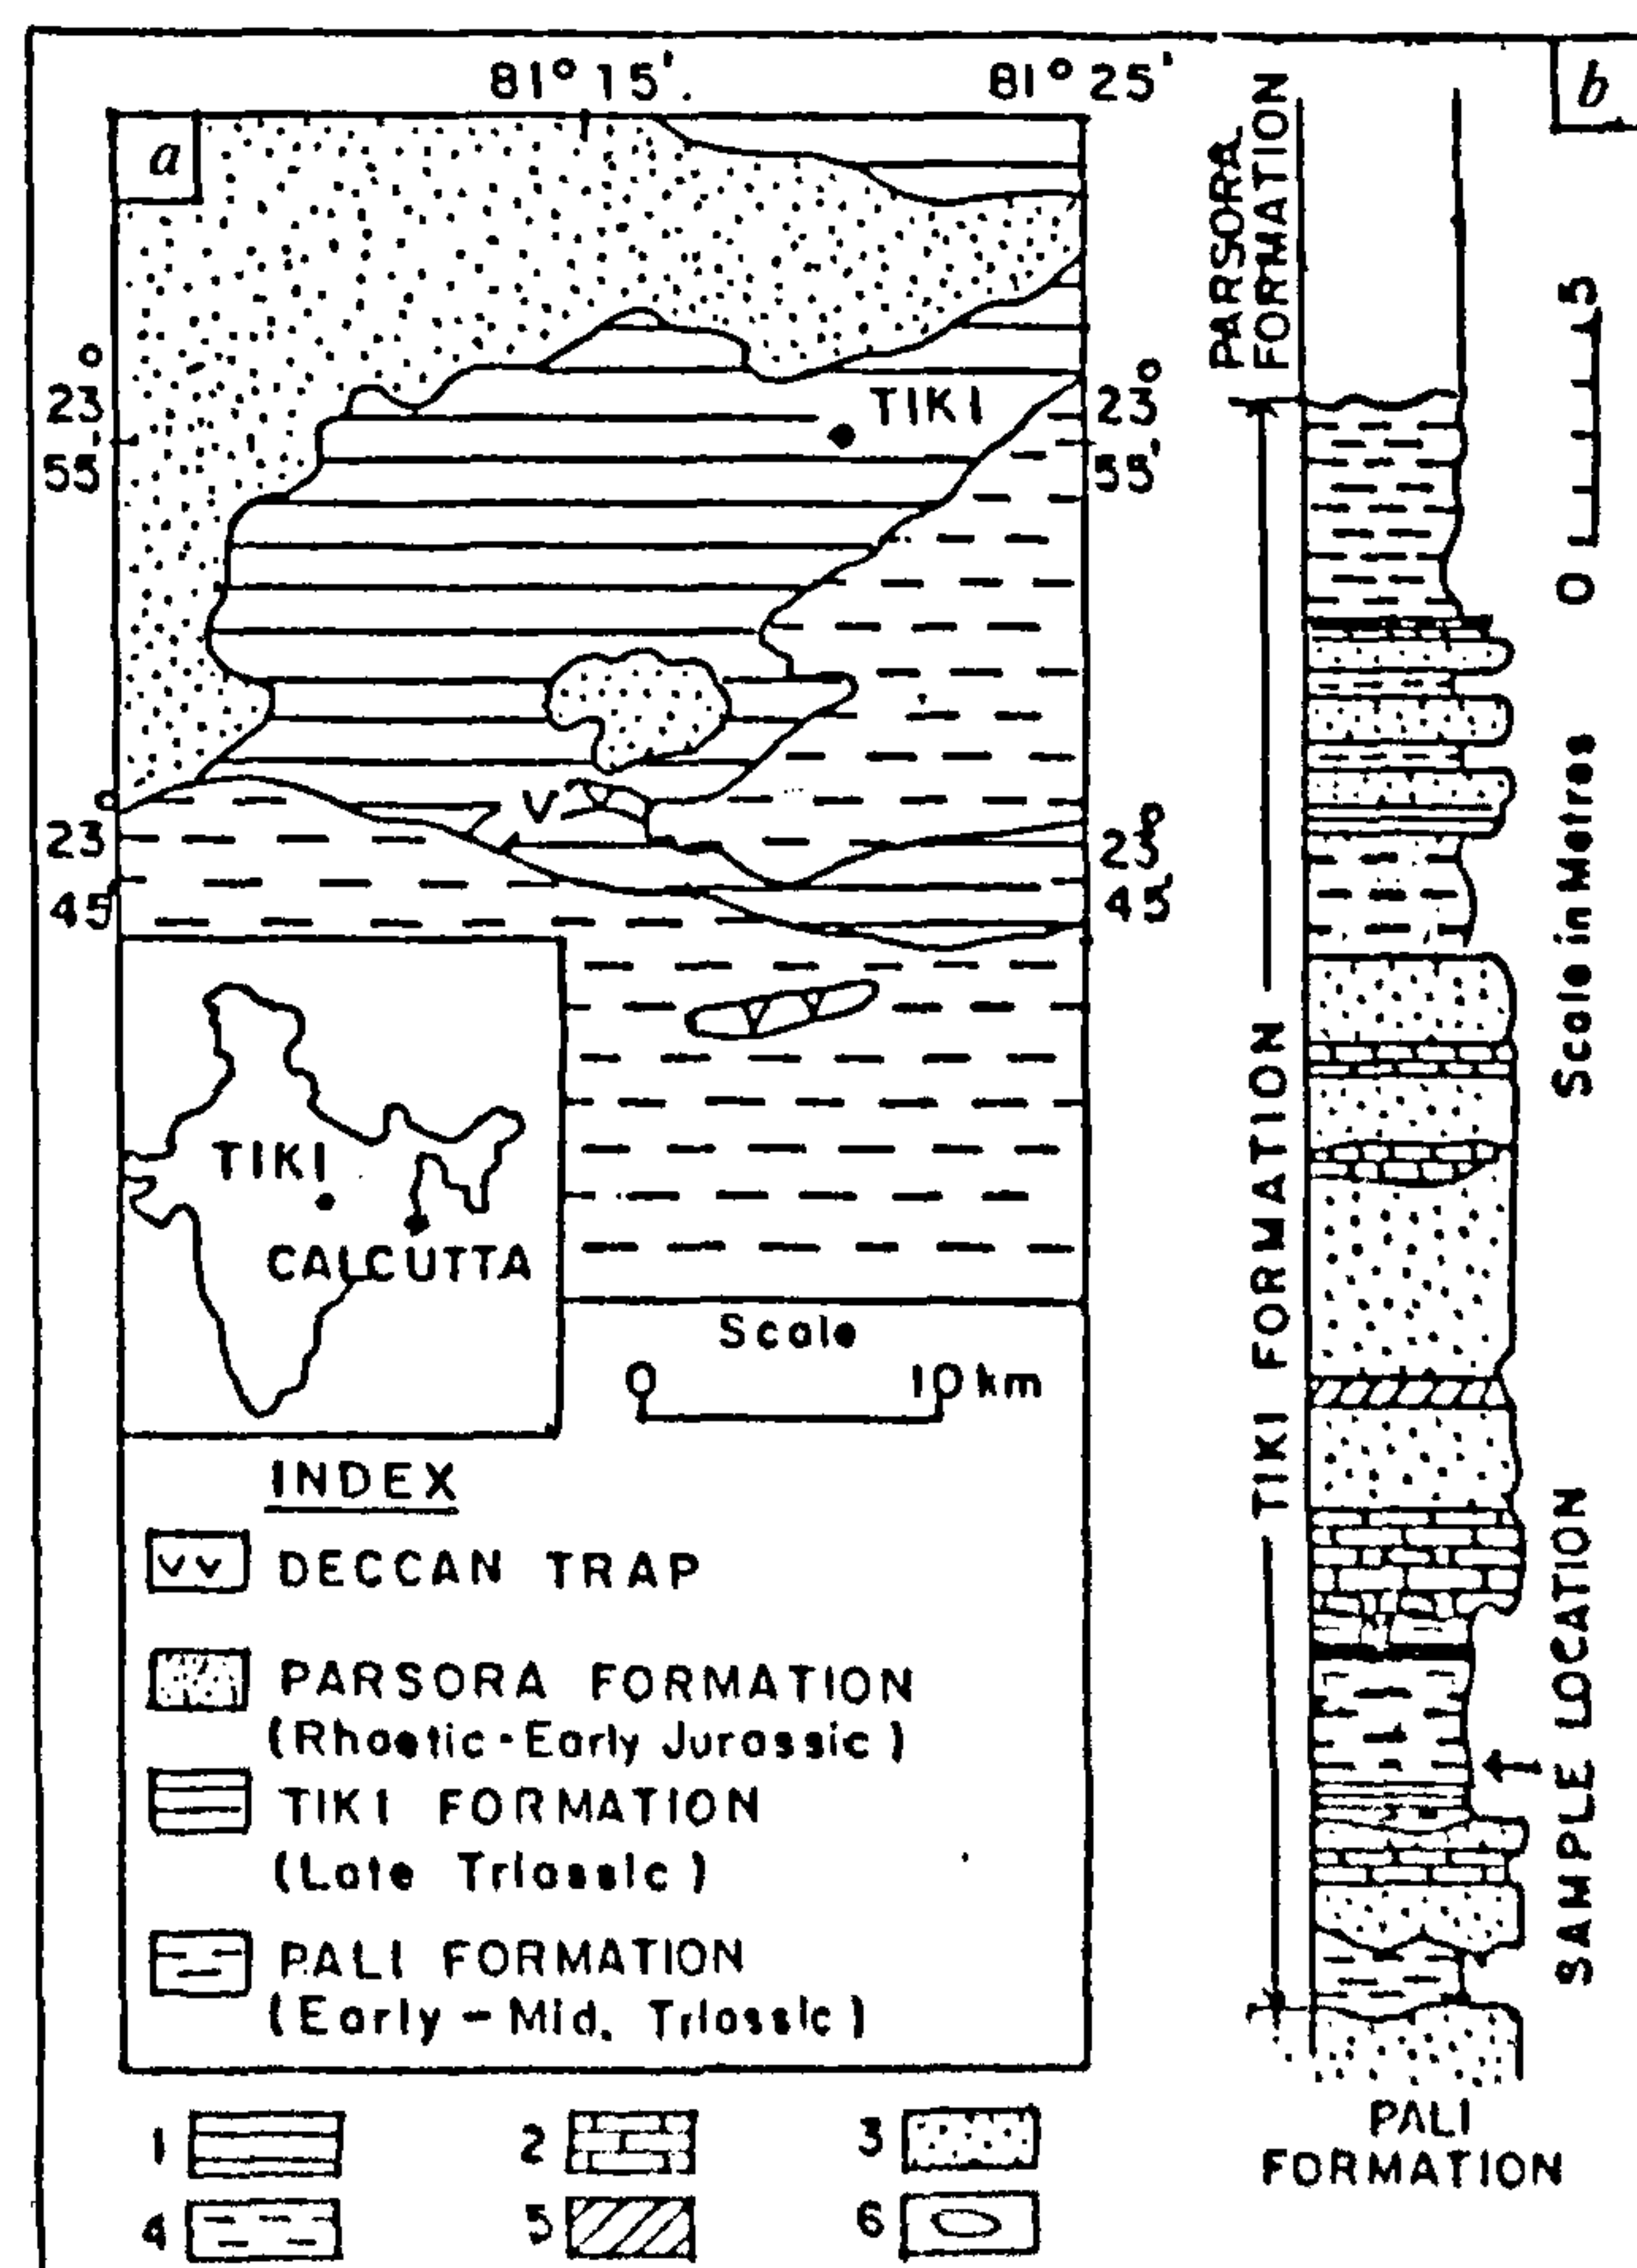 81° 15'.
81° 25'
a
b
PARSORA
FORMATION
23°
55'
TIKI
23°
55'
V
23°
45'
23°
45'
TIKI
CALCUTTA
Scale
0 10 km
INDEX
V V DECCAN TRAP
PARSORA FORMATION
(Rhaetic-Early Jurassic)
TIKI FORMATION
(Late Triassic)
PALI FORMATION
(Early - Mid. Triassic)
1
2
3
4
5
6
TIKI FORMATION
0 5
Scale in Metres
SAMPLE LOCATION
PALI
FORMATION